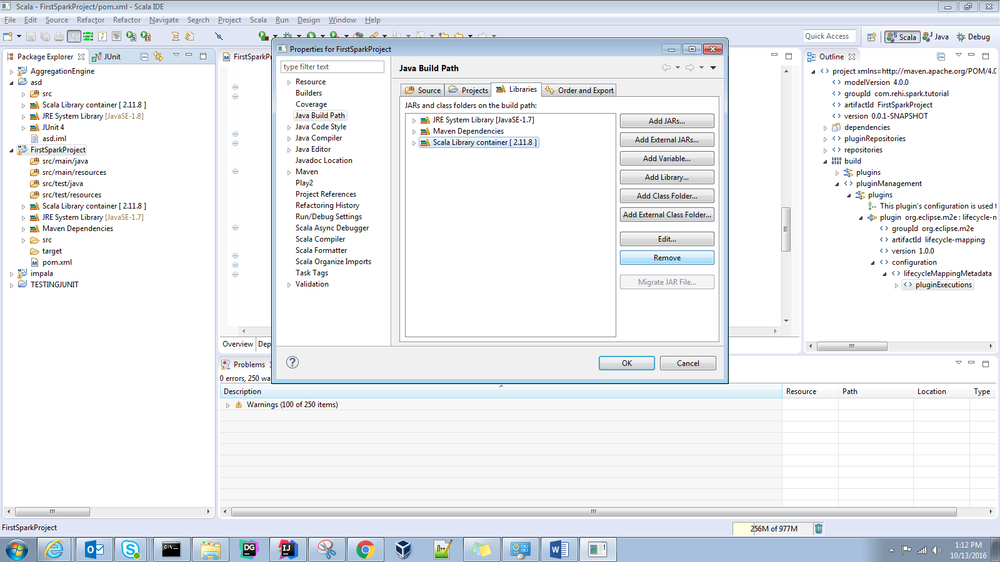 Scala - FirstSparkProject/pom.xml - Scala IDE
File Edit Source Refactor Refactor Navigate Search Project Scala Run Design Window Help
Quick Access
Scala
Java
Debug
Package Explorer
JUnit
AggregationEngine
asd
src
Scala Library container [ 2.11.8 ]
JRE System Library [JavaSE-1.8]
JUnit 4
asd.iml
FirstSparkProject
src/main/java
src/main/resources
src/test/java
src/test/resources
Scala Library container [ 2.11.8 ]
JRE System Library [JavaSE-1.7]
Maven Dependencies
src
target
pom.xml
impala
TESTINGJUNIT
FirstSparkP
Overview
Dep
Properties for FirstSparkProject
type filter text
Resource
Builders
Coverage
Java Build Path
Java Code Style
Java Compiler
Java Editor
Javadoc Location
Maven
Play2
Project References
Refactoring History
Run/Debug Settings
Scala Async Debugger
Scala Compiler
Scala Formatter
Scala Organize Imports
Task Tags
Validation
Java Build Path
Source
Projects
Libraries
Order and Export
JARs and class folders on the build path:
JRE System Library [JavaSE-1.7]
Maven Dependencies
Scala Library container [ 2.11.8 ]
Add JARs...
Add External JARs...
Add Variable...
Add Library...
Add Class Folder...
Add External Class Folder...
Edit...
Remove
Migrate JAR File...
OK
Cancel
Outline
project xmlns=http://maven.apache.org/POM/4.0
modelVersion 4.0.0
groupId com.rehi.spark.tutorial
artifactId FirstSparkProject
version 0.0.1-SNAPSHOT
dependencies
pluginRepositories
repositories
build
plugins
pluginManagement
plugins
This plugin's configuration is used t
plugin org.eclipse.m2e : lifecycle-n
groupId org.eclipse.m2e
artifactId lifecycle-mapping
version 1.0.0
configuration
lifecycleMappingMetadata
pluginExecutions
Problems
0 errors, 250 wa
Description Resource Path Location Type
Warnings (100 of 250 items)
FirstSparkProject
256M of 977M
1:12 PM
10/13/2016